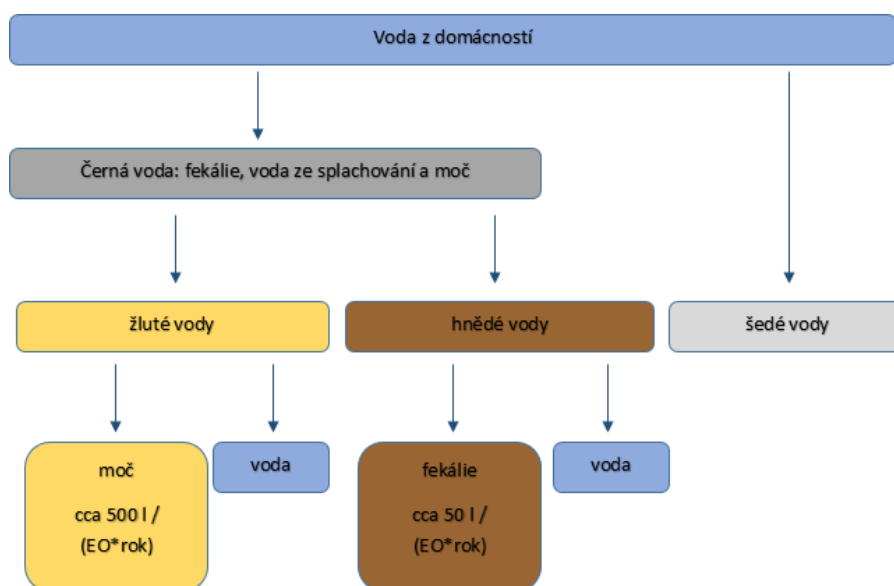 Voda z domácností
Černá voda: fekálie, voda ze splachování a moč
žluté vody
hnědé vody
šedé vody
moč
cca 500 l /
(EO*rok)
voda
fekálie
cca 50 l /
(EO*rok)
voda